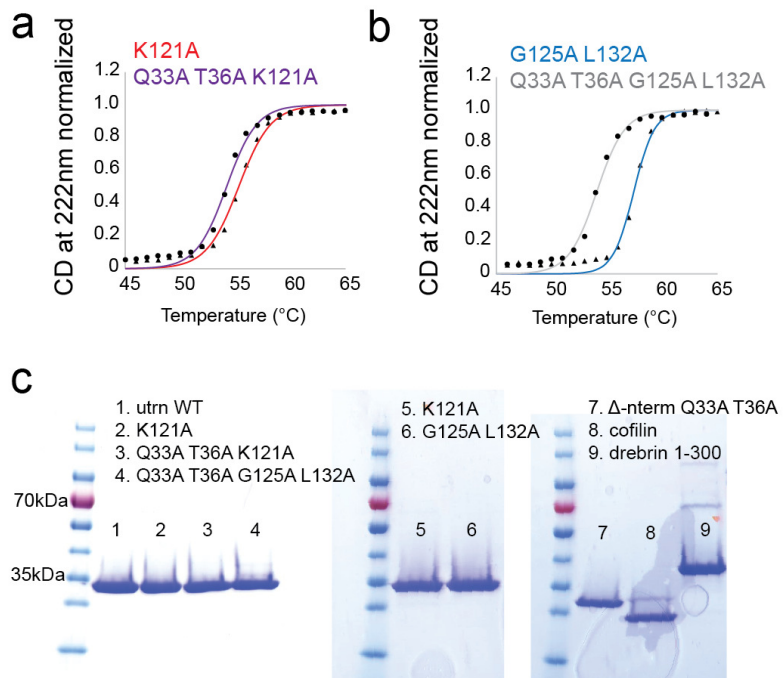 a
K121A
Q33A T36A K121A
CD at 222nm normalized
1.2
1.0
0.8
0.6
0.4
0.2
0
45 50 55 60 65
Temperature (°C)
b
G125A L132A
Q33A T36A G125A L132A
CD at 222nm normalized
1.2
1.0
0.8
0.6
0.4
0.2
0
45 50 55 60 65
Temperature (°C)
c
1. utrn WT
2. K121A
3. Q33A T36A K121A
4. Q33A T36A G125A L132A
70kDa
35kDa
1 2 3 4
5. K121A
6. G125A L132A
5 6
7. Δ-nterm Q33A T36A
8. cofilin
9. drebrin 1-300
7 8 9